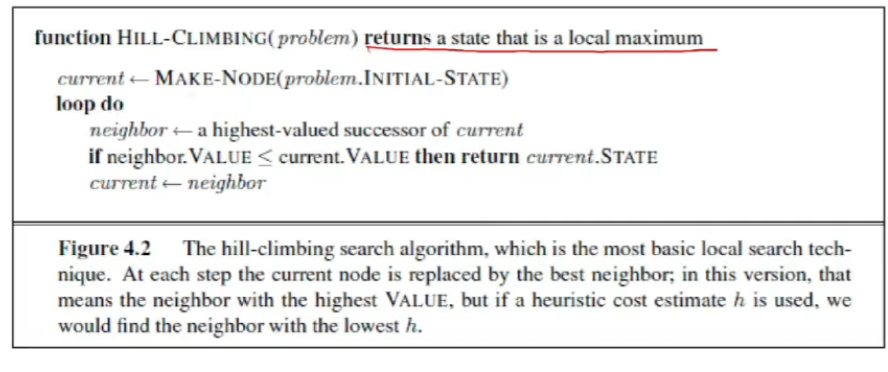 function HILL-CLIMBING(problem) returns a state that is a local maximum
current ← MAKE-NODE(problem.INITIAL-STATE)
loop do
neighbor ← a highest-valued successor of current
if neighbor.VALUE ≤ current.VALUE then return current.STATE
current ← neighbor
Figure 4.2 The hill-climbing search algorithm, which is the most basic local search tech-
nique. At each step the current node is replaced by the best neighbor; in this version, that
means the neighbor with the highest VALUE, but if a heuristic cost estimate h is used, we
would find the neighbor with the lowest h.